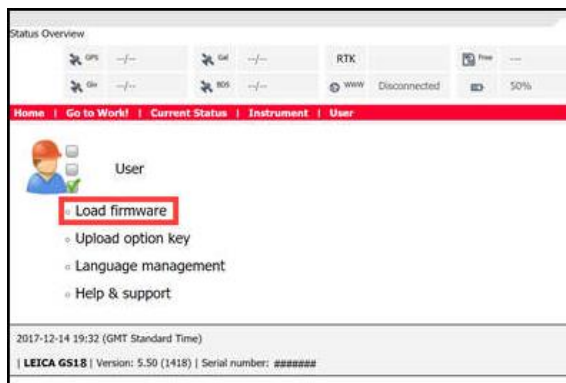 Status Overview
GPS --/-- Gal --/-- RTK Free ---
Glo --/-- BDS --/-- WWW Disconnected 50%
Home | Go to Work! | Current Status | Instrument | User
User
Load firmware
Upload option key
Language management
Help & support
2017-12-14 19:32 (GMT Standard Time)
| LEICA GS18 | Version: 5.50 (1418) | Serial number: #######